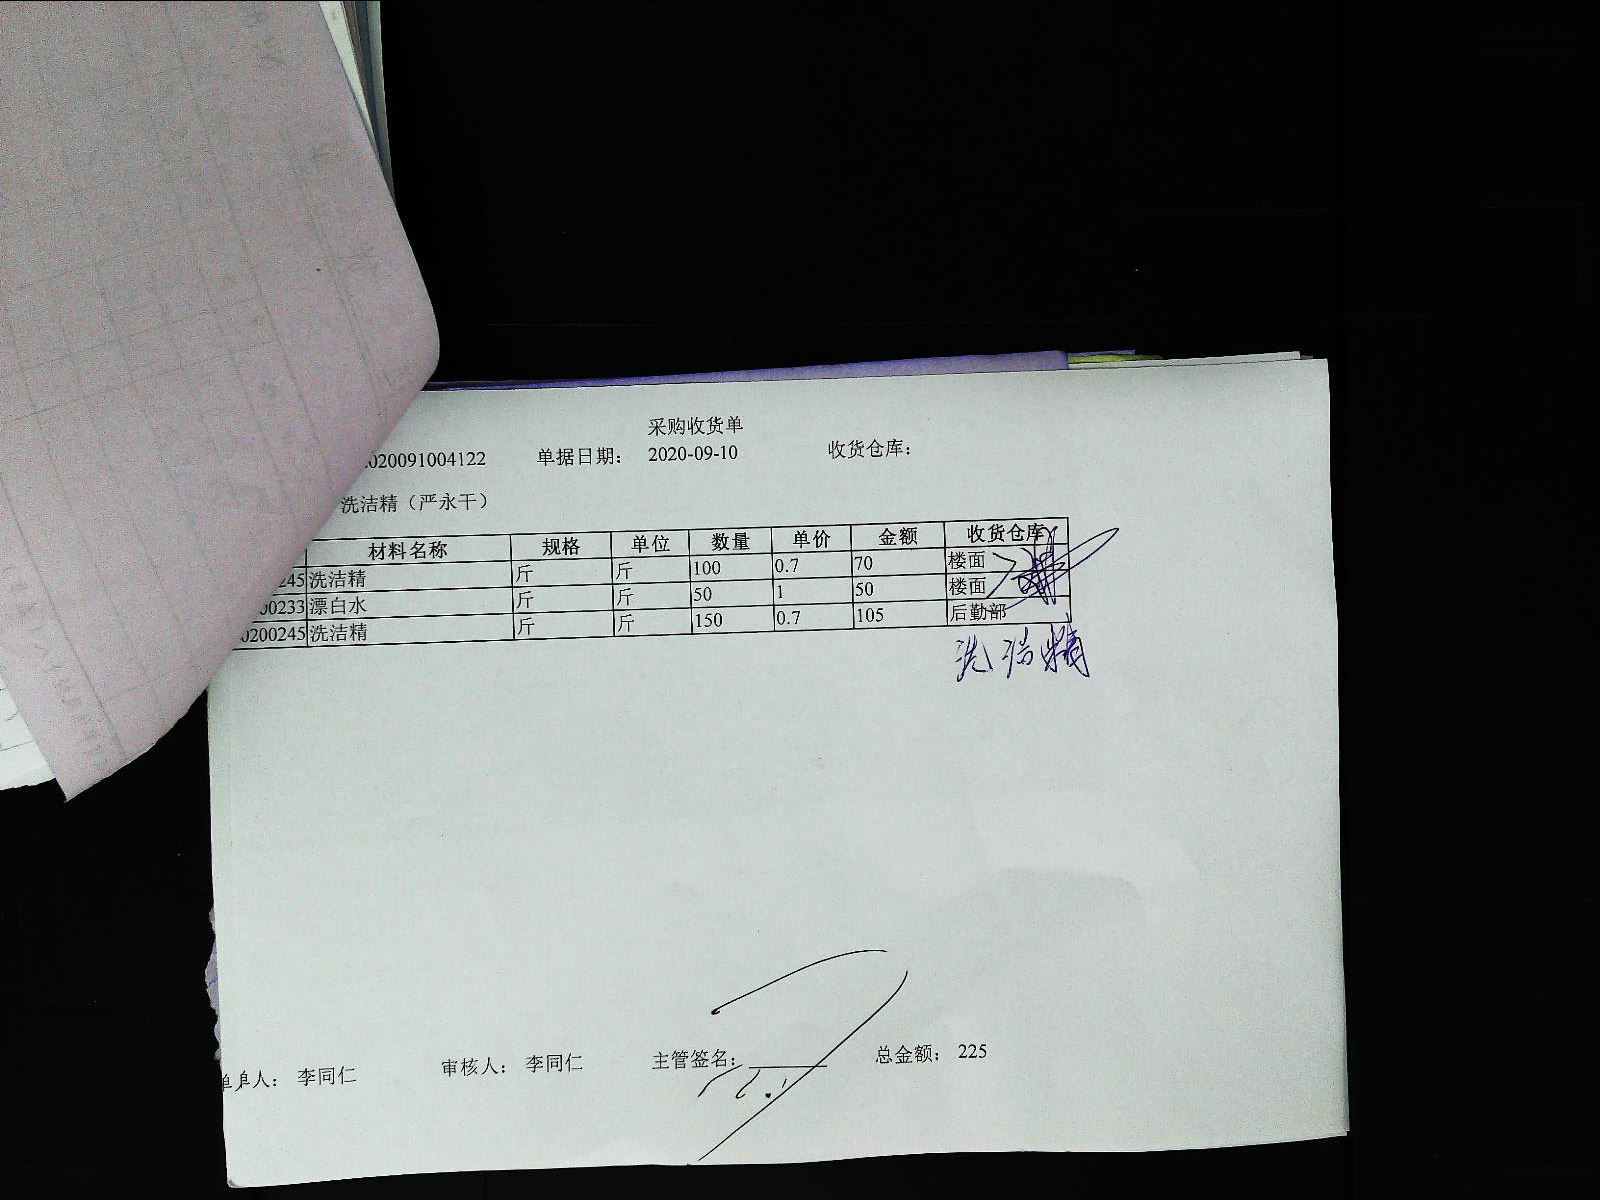 采购收货单
020091004122 单据日期： 2020-09-10 收货仓库：
洗洁精（严永干）
材料名称 规格 单位 数量 单价 金额 收货仓库
245 洗洁精 斤 斤 100 0.7 70 楼面
00233 漂白水 斤 斤 50 1 50 楼面
0200245 洗洁精 斤 斤 150 0.7 105 后勤部
洗洁精
单人： 李同仁 审核人： 李同仁 主管签名： 总金额： 225